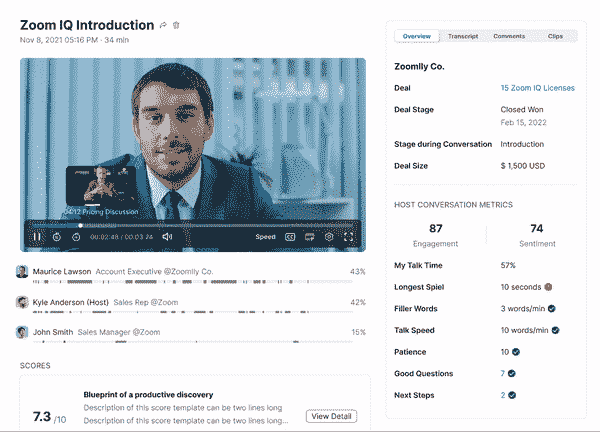 Zoom IQ Introduction
Nov 8, 2021 05:16 PM · 34 min
04:12 Pricing Discussion
00:02:48 / 00:03:24
Speed
CC
Maurice Lawson Account Executive @Zoomlly Co. 43%
Kyle Anderson (Host) Sales Rep @Zoom 42%
John Smith Sales Manager @Zoom 15%
SCORES
7.3 /10
Blueprint of a productive discovery
Description of this score template can be two lines long
Description of this score template can be two lines long...
View Detail
Overview Transcript Comments Clips
Zoomlly Co.
Deal 15 Zoom IQ Licenses
Deal Stage Closed Won
Feb 15, 2022
Stage during Conversation Introduction
Deal Size $ 1,500 USD
HOST CONVERSATION METRICS
87 74
Engagement Sentiment
My Talk Time 57%
Longest Spiel 10 seconds
Filler Words 3 words/min
Talk Speed 10 words/min
Patience 10
Good Questions 7
Next Steps 2